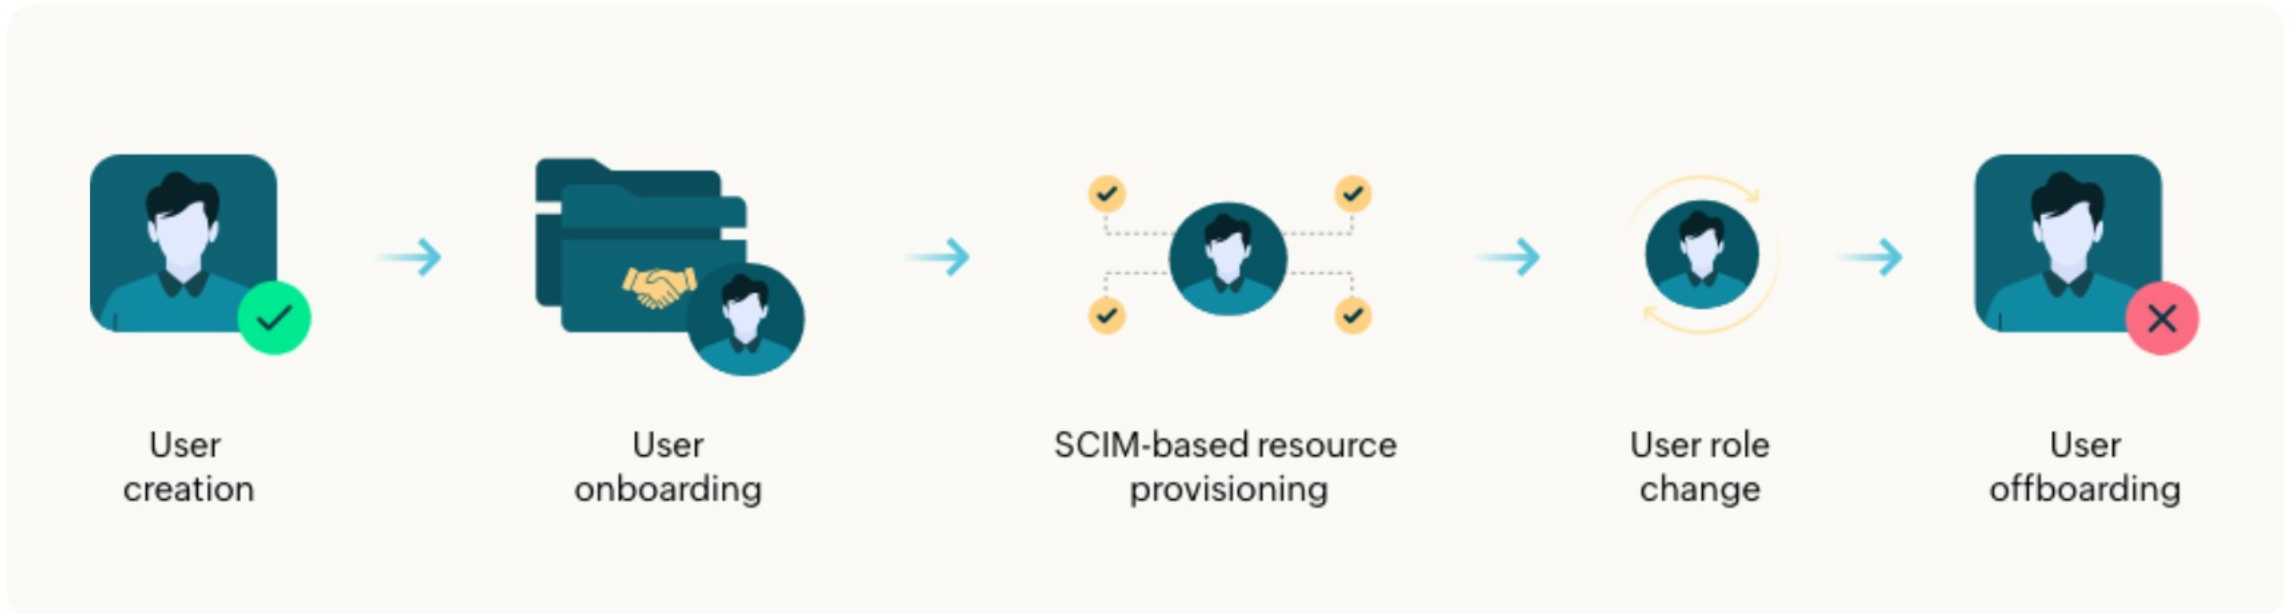 User
creation
User
onboarding
SCIM-based resource
provisioning
User role
change
User
offboarding